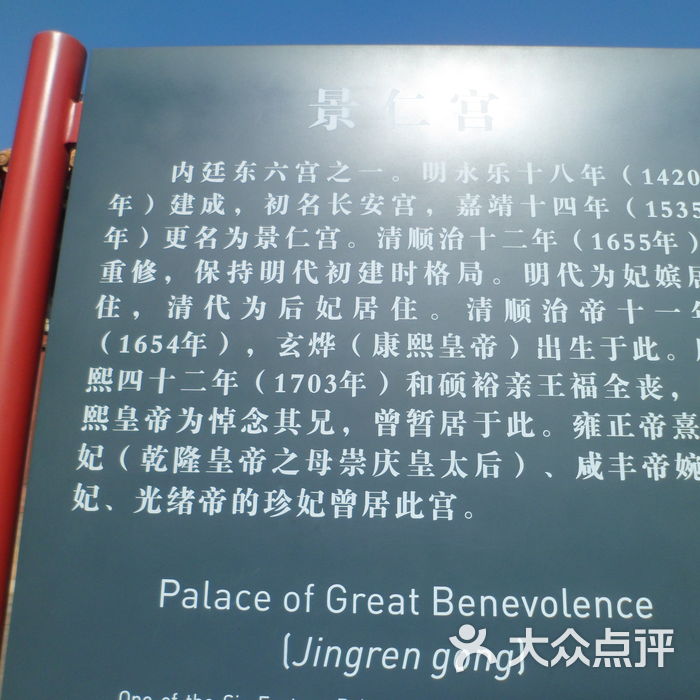 景仁宫
内廷东六宫之一。明永乐十八年（1420
年）建成，初名长安宫，嘉靖十四年（1535
年）更名为景仁宫。清顺治十二年（1655年）
重修，保持明代初建时格局。明代为妃嫔居
住，清代为后妃居住。清顺治帝十一年
（1654年），玄烨（康熙皇帝）出生于此。
熙四十二年（1703年）和硕裕亲王福全丧，
熙皇帝为悼念其兄，曾暂居于此。雍正帝熹
妃（乾隆皇帝之母崇庆皇太后）、咸丰帝婉
妃、光绪帝的珍妃曾居此宫。
Palace of Great Benevolence
(Jingren gong)
One of the Six Eastern
大众点评